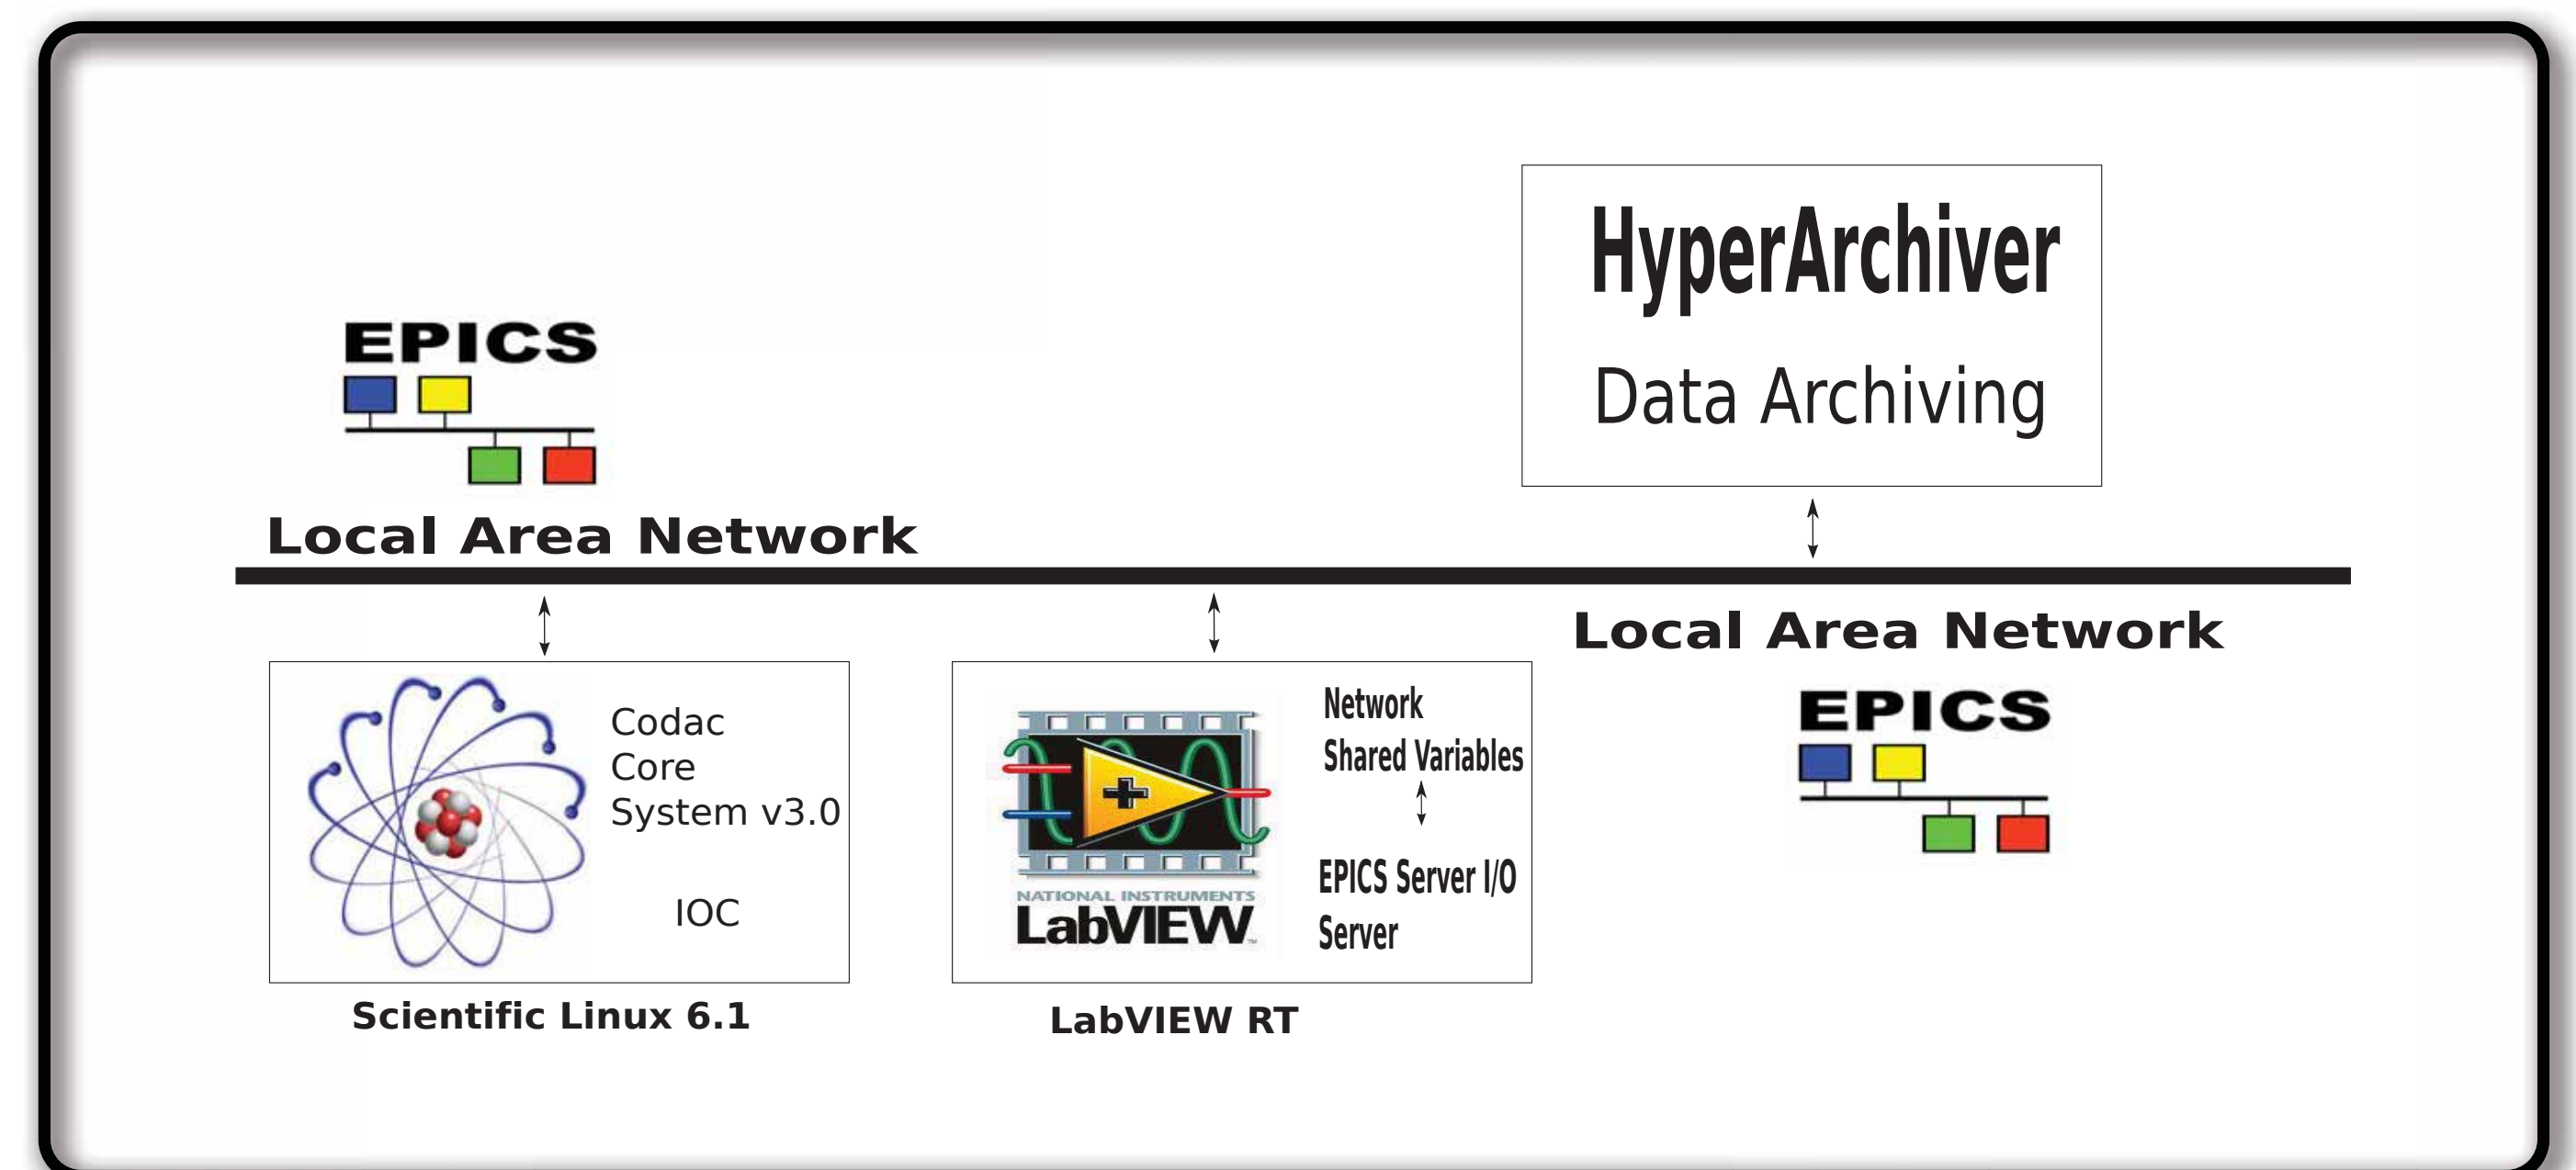 HyperArchiver
Data Archiving
EPICS
Local Area Network
Local Area Network
EPICS
Codac
Core
System v3.0
IOC
Scientific Linux 6.1
NATIONAL INSTRUMENTS
LabVIEW™
Network
Shared Variables
EPICS Server I/O
Server
LabVIEW RT